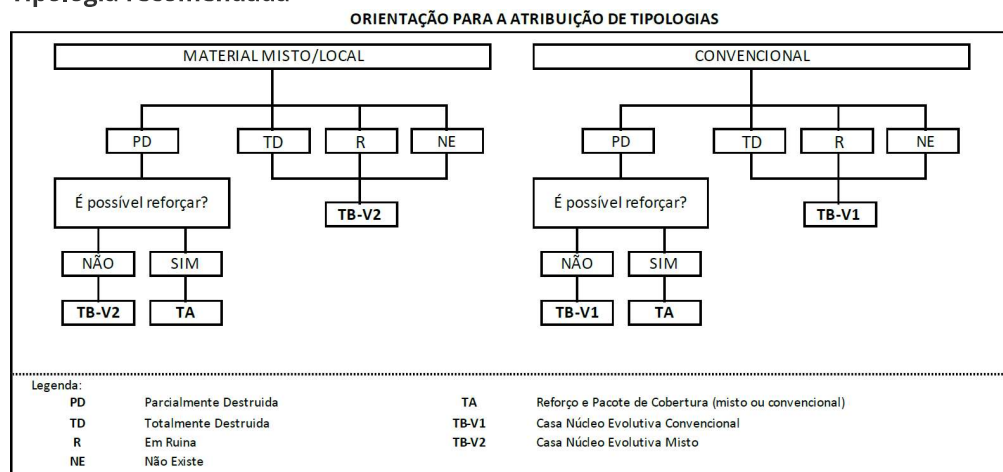 Tipologia recomendada
ORIENTAÇÃO PARA A ATRIBUIÇÃO DE TIPOLOGIAS
MATERIAL MISTO/LOCAL
CONVENCIONAL
PD
TD
R
NE
PD
TD
R
NE
É possível reforçar?
TB-V2
É possível reforçar?
TB-V1
NÃO
SIM
NÃO
SIM
TB-V2
TA
TB-V1
TA
Legenda:
PD Parcialmente Destruida
TA Reforço e Pacote de Cobertura (misto ou convencional)
TD Totalmente Destruida
TB-V1 Casa Núcleo Evolutiva Convencional
R Em Ruina
TB-V2 Casa Núcleo Evolutiva Misto
NE Não Existe